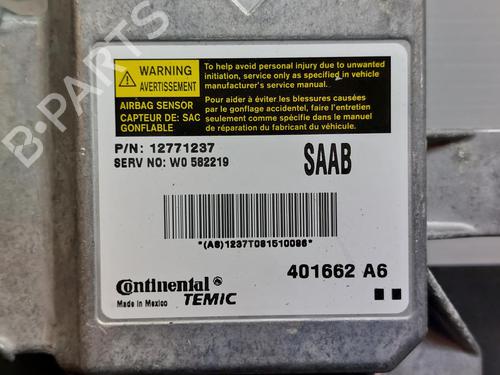 WARNING
AVERTISSEMENT
To help avoid personal injury due to unwanted
initiation, service only as specified in vehicle
manufacturer's service manual.
AIRBAG SENSOR
CAPTEUR DE: SAC
GONFLABLE
Pour aider à éviter les blessures causées
par le gonflage accidentel, faire l'entretien
seulement comme spécifié dans le manuel
de réparation du fabricant du véhicule.
P/N: 12771237
SERV NO: W0 582219
SAAB
*(A6)1237T081510096*
Continental
TEMIC
Made in Mexico
401662 A6
B-PARTS